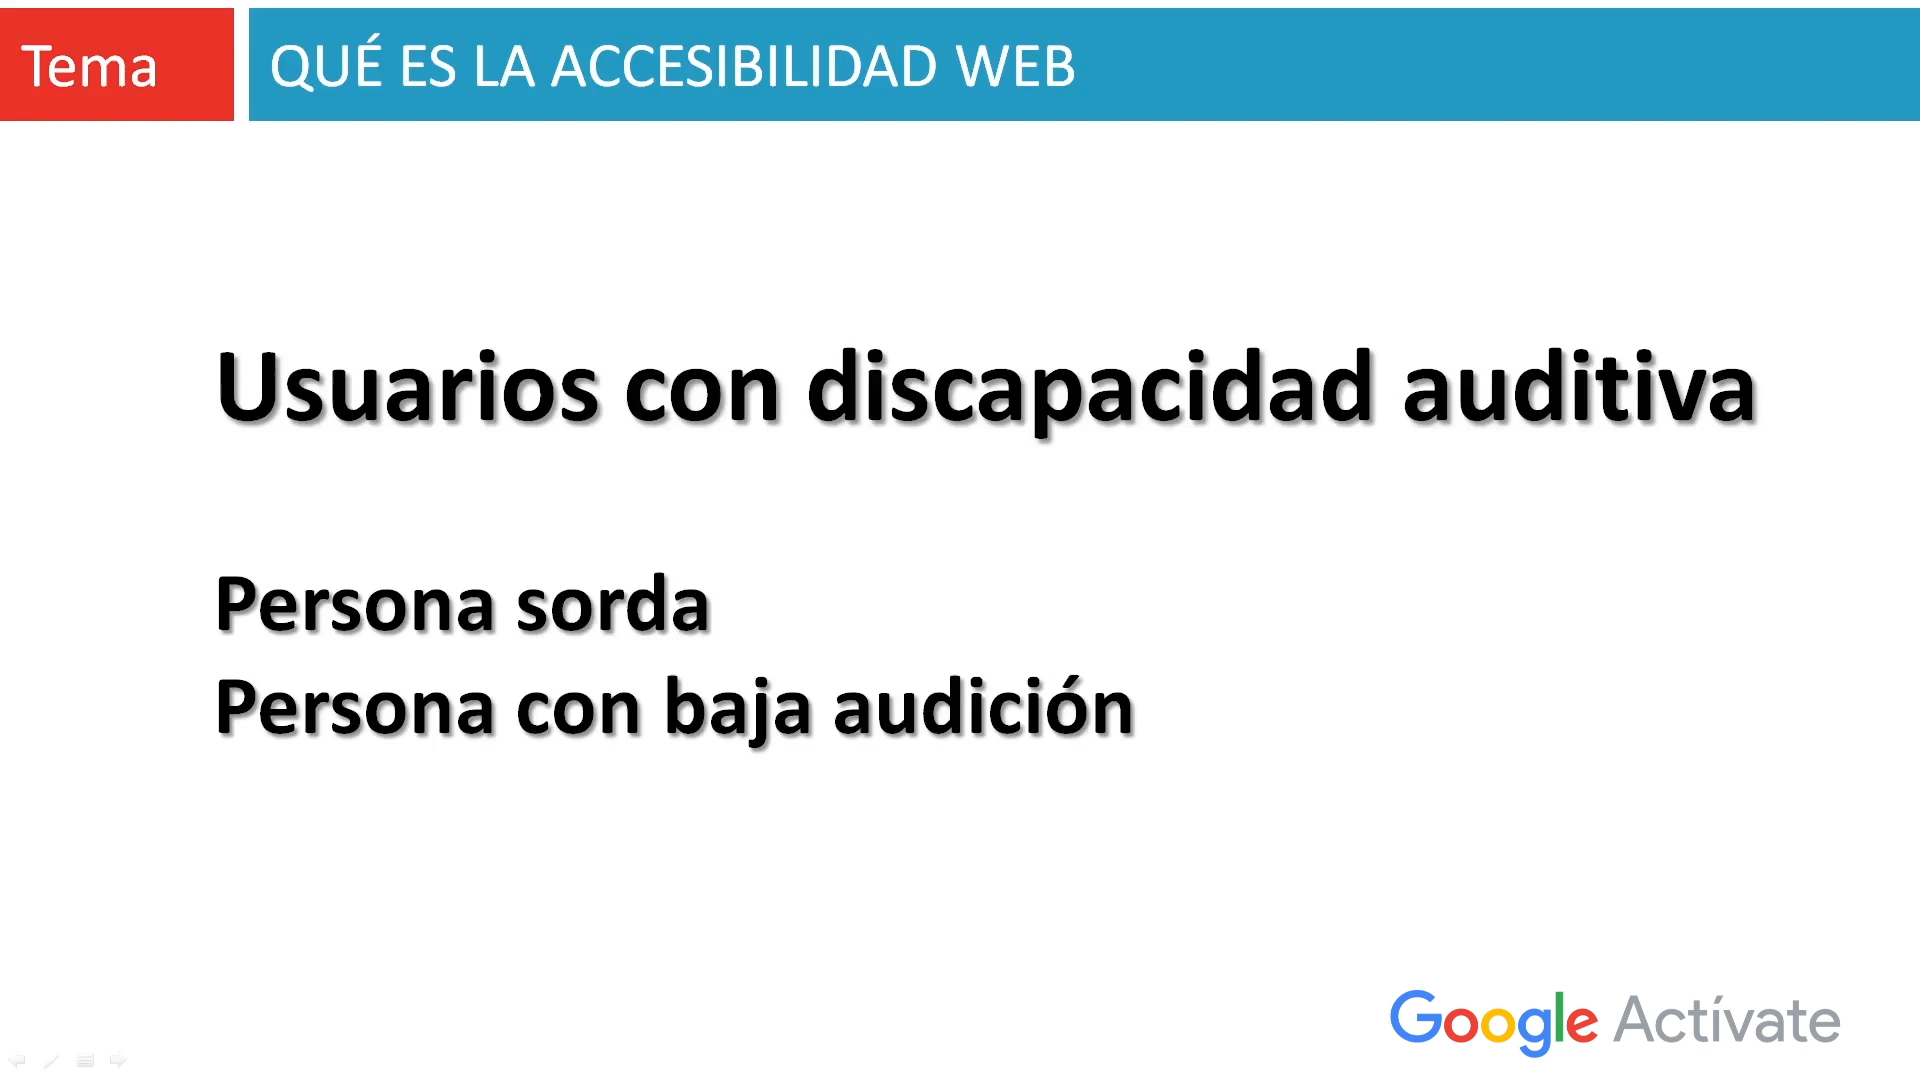 Tema
QUÉ ES LA ACCESIBILIDAD WEB
Usuarios con discapacidad auditiva
Persona sorda
Persona con baja audición
Google Actívate